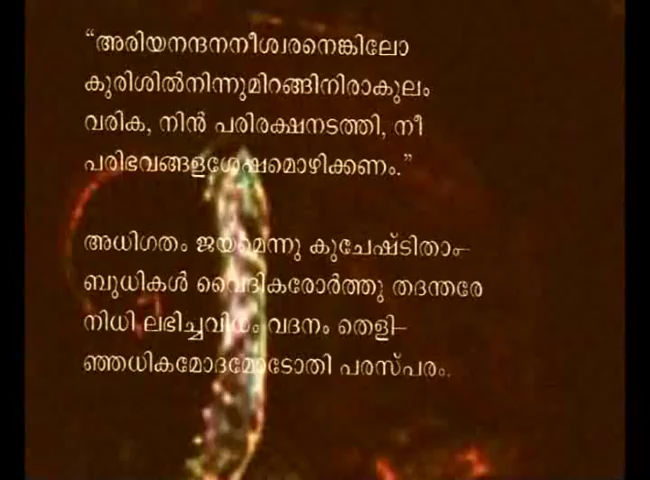 “അരിയനന്ദനനീശ്വരനെങ്കിലോ
കുരിശിൽനിന്നുമിറങ്ങിനിരാകുലം
വരിക, നിൻ പരിരക്ഷനടത്തി, നീ
പരിഭവങ്ങളശേഷമൊഴിക്കണം.”
അധിഗതം ജയമെന്നു കുചേഷ്ടിതാം–
ബുധികൾ വൈദികരോർത്തു തദന്തരേ
നിധി ലഭിച്ചവിധം വദനം തെളി–
ഞ്ഞധികമോദമോടോതി പരസ്പരം.